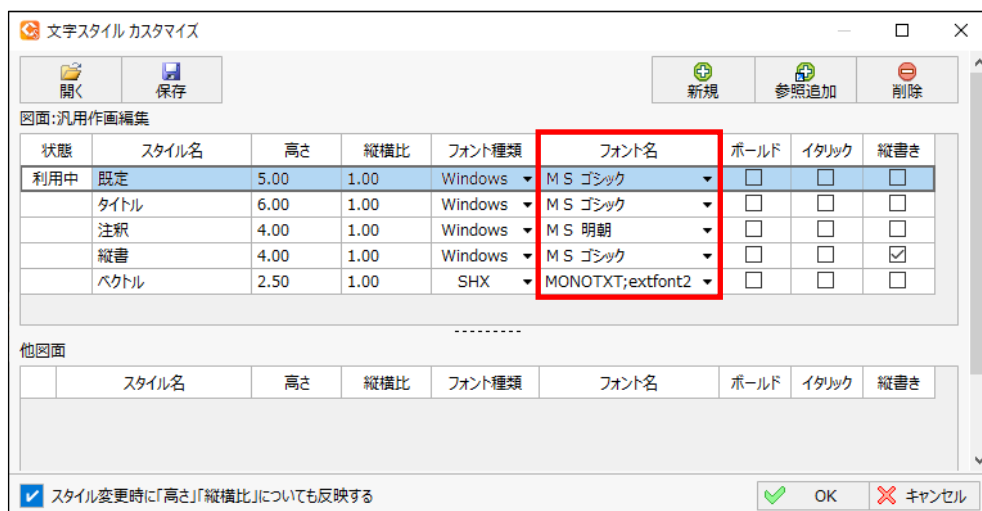 文字スタイル カスタマイズ
開く 保存 新規 参照追加 削除
図面:汎用作画編集
状態 スタイル名 高さ 縦横比 フォント種類 フォント名 ボールド イタリック 縦書き
利用中 既定 5.00 1.00 Windows ＭＳ ゴシック
タイトル 6.00 1.00 Windows ＭＳ ゴシック
注釈 4.00 1.00 Windows ＭＳ 明朝
縦書 4.00 1.00 Windows ＭＳ ゴシック
ベクトル 2.50 1.00 SHX MONOTXT;extfont2
他図面
スタイル名 高さ 縦横比 フォント種類 フォント名 ボールド イタリック 縦書き
スタイル変更時に「高さ」「縦横比」についても反映する OK キャンセル